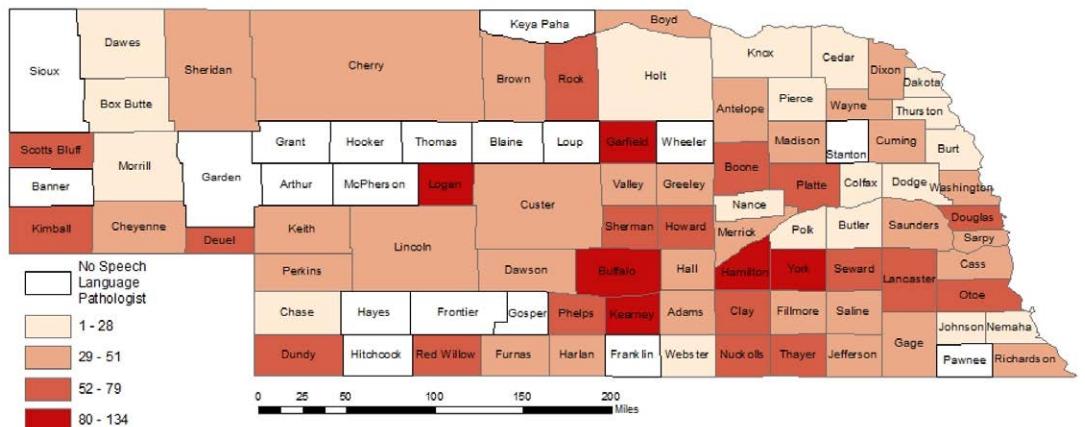 Keya Paha
Boyd
Dawes
Sheridan
Cherry
Knox
Cedar
Sioux
Brown
Rock
Holt
Dixon
Dakota
Box Butte
Antelope
Pierce
Wayne
Thurston
Scotts Bluff
Grant
Hooker
Thomas
Blaine
Loup
Garfield
Wheeler
Madison
Stanton
Cuming
Burt
Morrill
Garden
Banner
Arthur
McPherson
Logan
Custer
Valley
Greeley
Boone
Platte
Colfax
Dodge
Washington
Nance
Kimball
Cheyenne
Deuel
Keith
Lincoln
Sherman
Howard
Merrick
Polk
Butler
Saunders
Douglas
Sarpy
Perkins
Dawson
Buffalo
Hall
Hamilton
York
Seward
Lancaster
Cass
Otoe
Chase
Hayes
Frontier
Gosper
Phelps
Kearney
Adams
Clay
Fillmore
Saline
Johnson
Nemaha
Dundy
Hitchcock
Red Willow
Furnas
Harlan
Franklin
Webster
Nuckolls
Thayer
Jefferson
Gage
Pawnee
Richardson
No Speech
Language
Pathologist
1 - 28
29 - 51
52 - 79
80 - 134
0 25 50 100 150 200
Miles